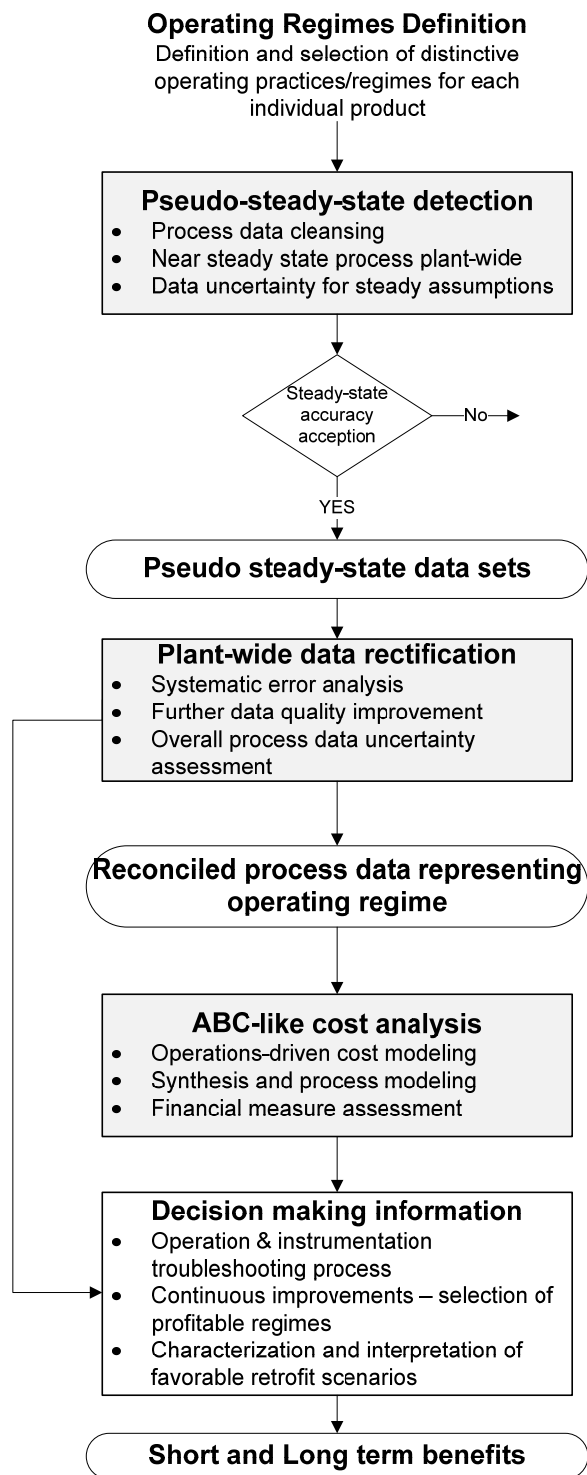 Operating Regimes Definition
Definition and selection of distinctive
operating practices/regimes for each
individual product
Pseudo-steady-state detection
• Process data cleansing
• Near steady state process plant-wide
• Data uncertainty for steady assumptions
Steady-state
accuracy
acception
No
YES
Pseudo steady-state data sets
Plant-wide data rectification
• Systematic error analysis
• Further data quality improvement
• Overall process data uncertainty
assessment
Reconciled process data representing
operating regime
ABC-like cost analysis
• Operations-driven cost modeling
• Synthesis and process modeling
• Financial measure assessment
Decision making information
• Operation & instrumentation
troubleshooting process
• Continuous improvements – selection of
profitable regimes
• Characterization and interpretation of
favorable retrofit scenarios
Short and Long term benefits